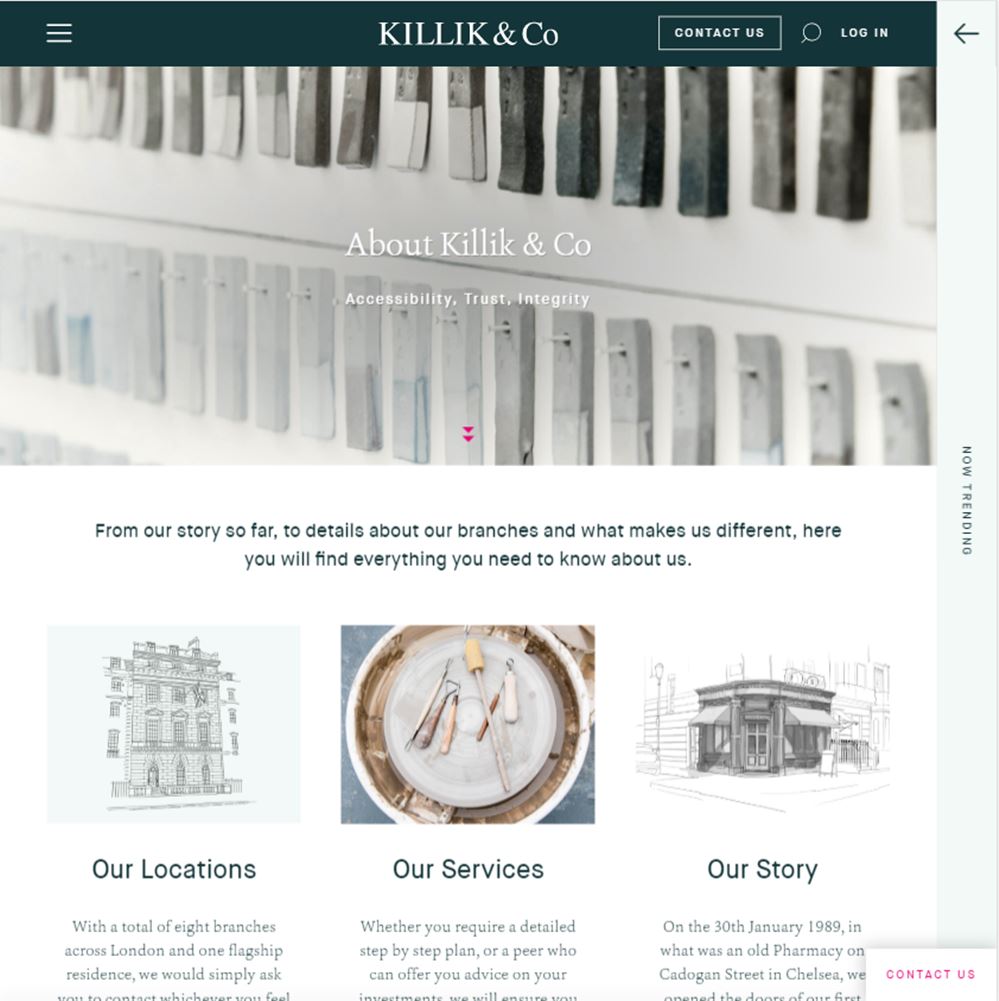 KILLIK & Co
CONTACT US
LOG IN
About Killik & Co
Accessibility, Trust, Integrity
NOW TRENDING
From our story so far, to details about our branches and what makes us different, here
you will find everything you need to know about us.
Our Locations
With a total of eight branches
across London and one flagship
residence, we would simply ask
you to contact whichever you feel
Our Services
Whether you require a detailed
step by step plan, or a peer who
can offer you advice on your
investments, we will ensure you
Our Story
On the 30th January 1989, in
what was an old Pharmacy on
Cadogan Street in Chelsea, we
opened the doors of our first
CONTACT US